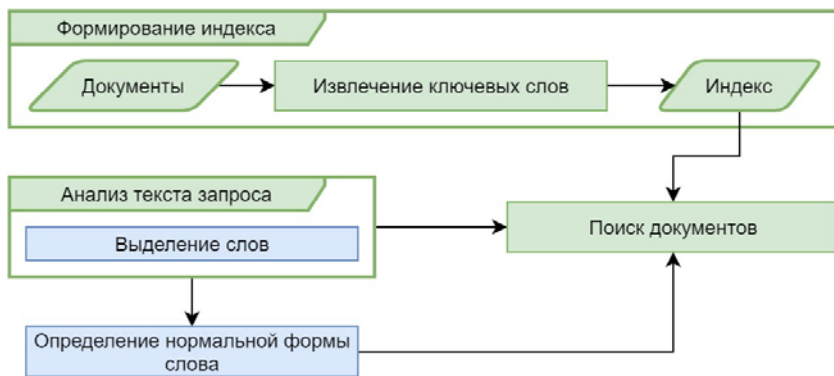 Формирование индекса
Документы
Извлечение ключевых слов
Индекс
Анализ текста запроса
Выделение слов
Поиск документов
Определение нормальной формы
слова